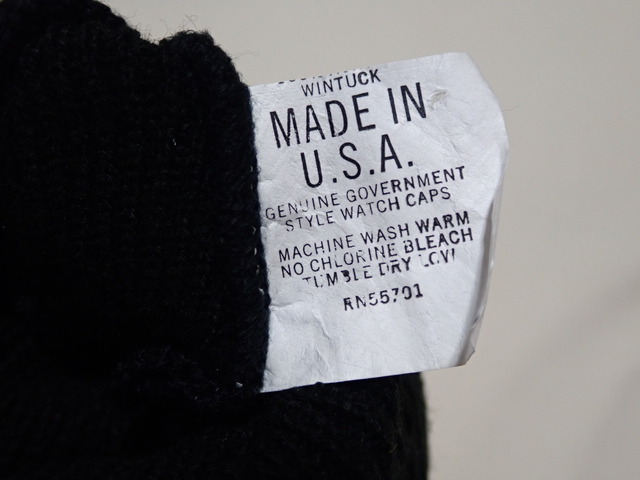 WINTUCK
MADE IN
U.S.A.
GENUINE GOVERNMENT
STYLE WATCH CAPS
MACHINE WASH WARM
NO CHLORINE BLEACH
TUMBLE DRY LOW
RN55701